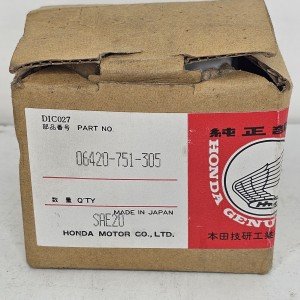 DIC027
部品番号 PART NO.
06420-751-305
数量 Q'TY
MADE IN JAPAN
SAE20
HONDA MOTOR CO., LTD.
純正
HONDA
GENU
本田技研工業